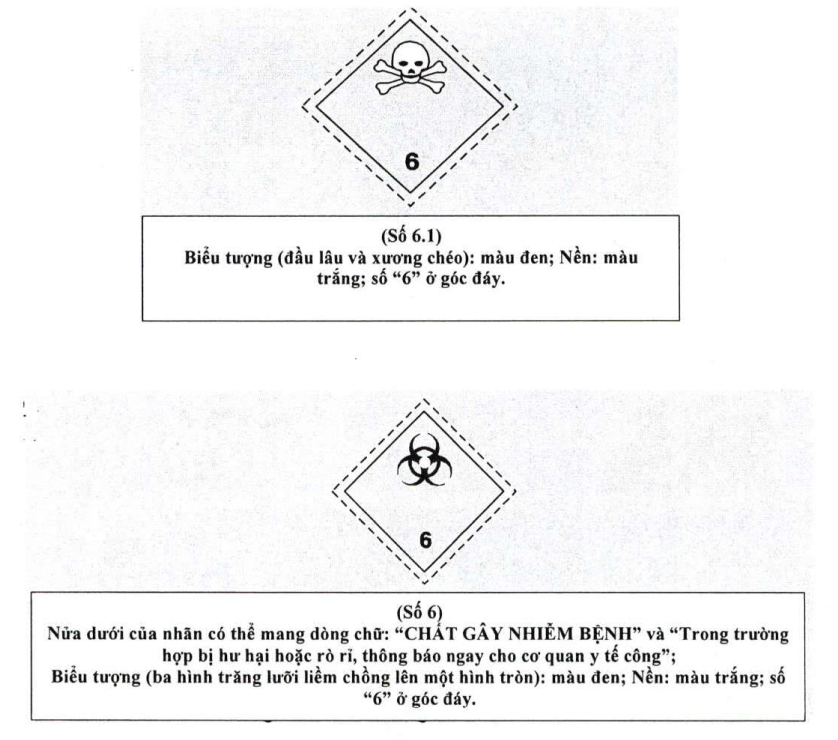 6
(Số 6.1)
Biểu tượng (đầu lâu và xương chéo): màu đen; Nền: màu
trắng; số “6” ở góc đáy.
6
(Số 6)
Nửa dưới của nhãn có thể mang dòng chữ: “CHẤT GÂY NHIỄM BỆNH” và “Trong trường
hợp bị hư hại hoặc rò rỉ, thông báo ngay cho cơ quan y tế công”;
Biểu tượng (ba hình trăng lưỡi liềm chồng lên một hình tròn): màu đen; Nền: màu trắng; số
“6” ở góc đáy.